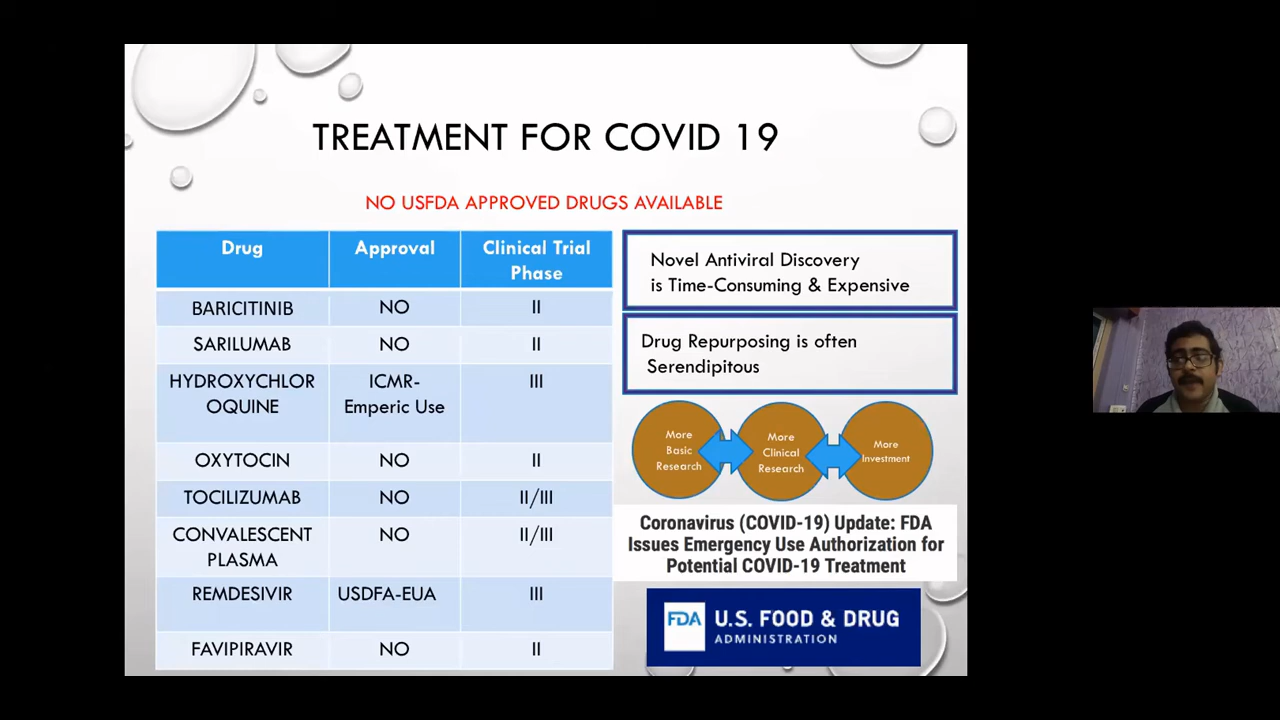 TREATMENT FOR COVID 19
NO USFDA APPROVED DRUGS AVAILABLE
Drug Approval Clinical Trial
Phase
BARICITINIB NO II
SARILUMAB NO II
HYDROXYCHLOR ICMR- III
OQUINE Emperic Use
OXYTOCIN NO II
TOCILIZUMAB NO II/III
CONVALESCENT NO II/III
PLASMA
REMDESIVIR USDFA-EUA III
FAVIPIRAVIR NO II
Novel Antiviral Discovery
is Time-Consuming & Expensive
Drug Repurposing is often
Serendipitous
More
Basic
Research
More
Clinical
Research
More
Investment
Coronavirus (COVID-19) Update: FDA
Issues Emergency Use Authorization for
Potential COVID-19 Treatment
FDA U.S. FOOD & DRUG
ADMINISTRATION